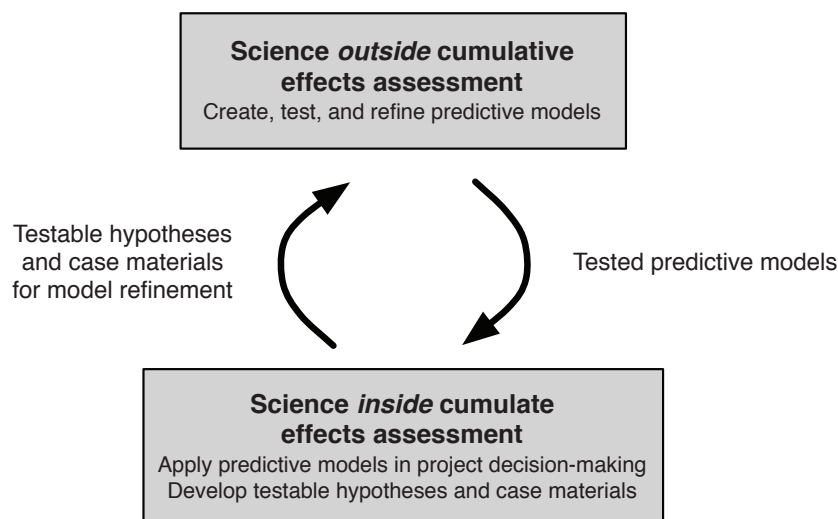 Science outside cumulative
effects assessment
Create, test, and refine predictive models
Testable hypotheses
and case materials
for model refinement
Tested predictive models
Science inside cumulate
effects assessment
Apply predictive models in project decision-making
Develop testable hypotheses and case materials